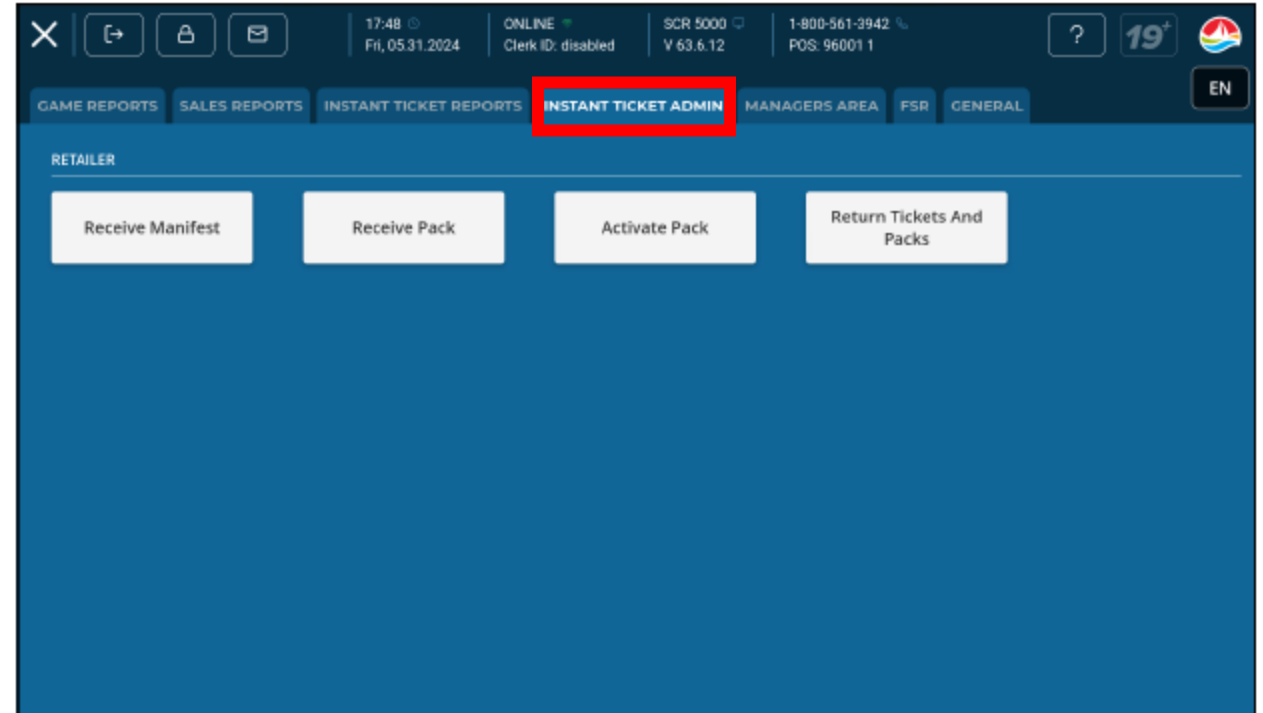 17:48
Fri, 05.31.2024
ONLINE
Clerk ID: disabled
SCR 5000
V 63.6.12
1-800-561-3942
POS: 96001 1
?
19+
EN
GAME REPORTS
SALES REPORTS
INSTANT TICKET REPORTS
INSTANT TICKET ADMIN
MANAGERS AREA
FSR
GENERAL
RETAILER
Receive Manifest
Receive Pack
Activate Pack
Return Tickets And
Packs